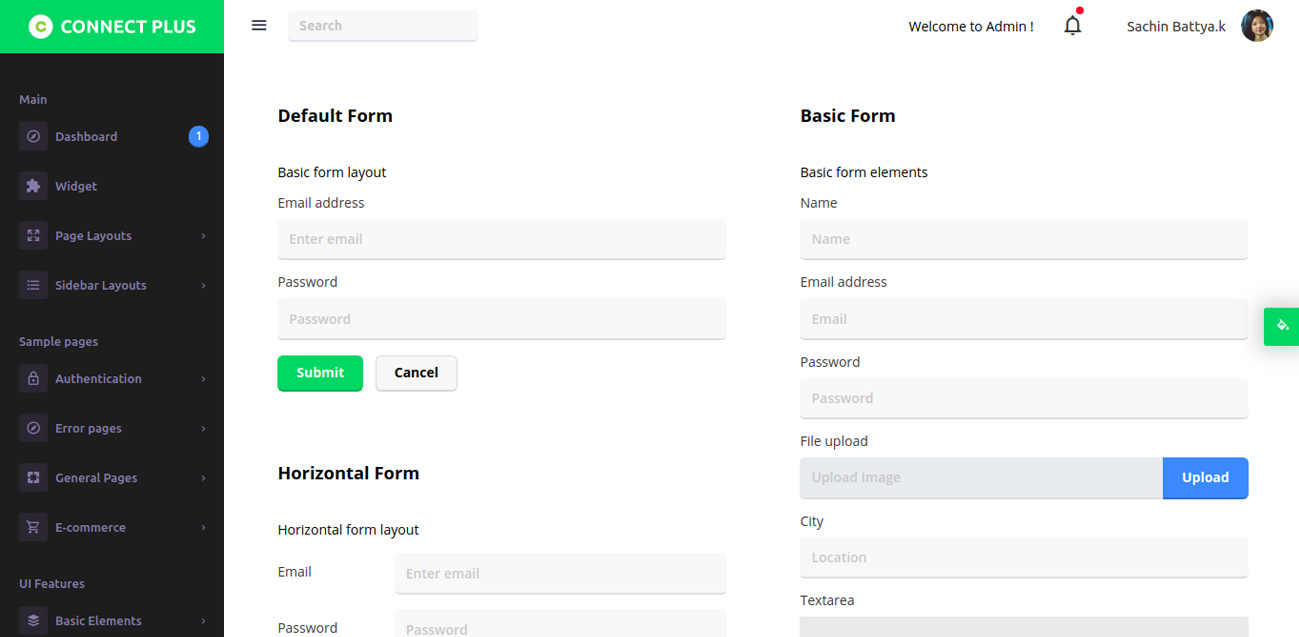 CONNECT PLUS
Search
Welcome to Admin !
Sachin Battya.k
Main
Dashboard 1
Widget
Page Layouts
Sidebar Layouts
Sample pages
Authentication
Error pages
General Pages
E-commerce
UI Features
Basic Elements
Default Form
Basic form layout
Email address
Enter email
Password
Password
Submit Cancel
Horizontal Form
Horizontal form layout
Email Enter email
Password Password
Basic Form
Basic form elements
Name
Name
Email address
Email
Password
Password
File upload
Upload Image Upload
City
Location
Textarea